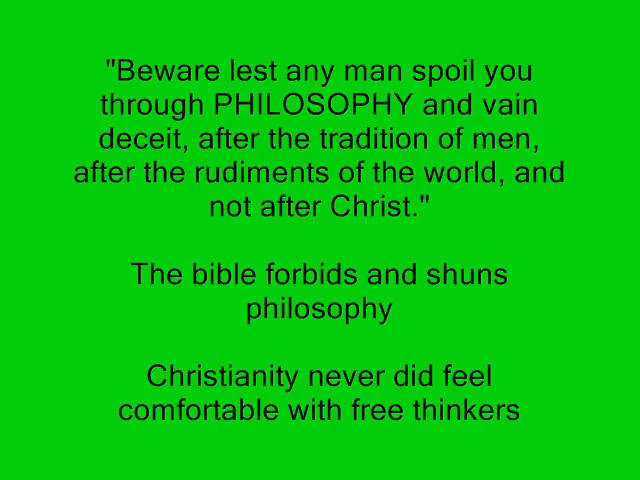 "Beware lest any man spoil you
through PHILOSOPHY and vain
deceit, after the tradition of men,
after the rudiments of the world, and
not after Christ."
The bible forbids and shuns
philosophy
Christianity never did feel
comfortable with free thinkers